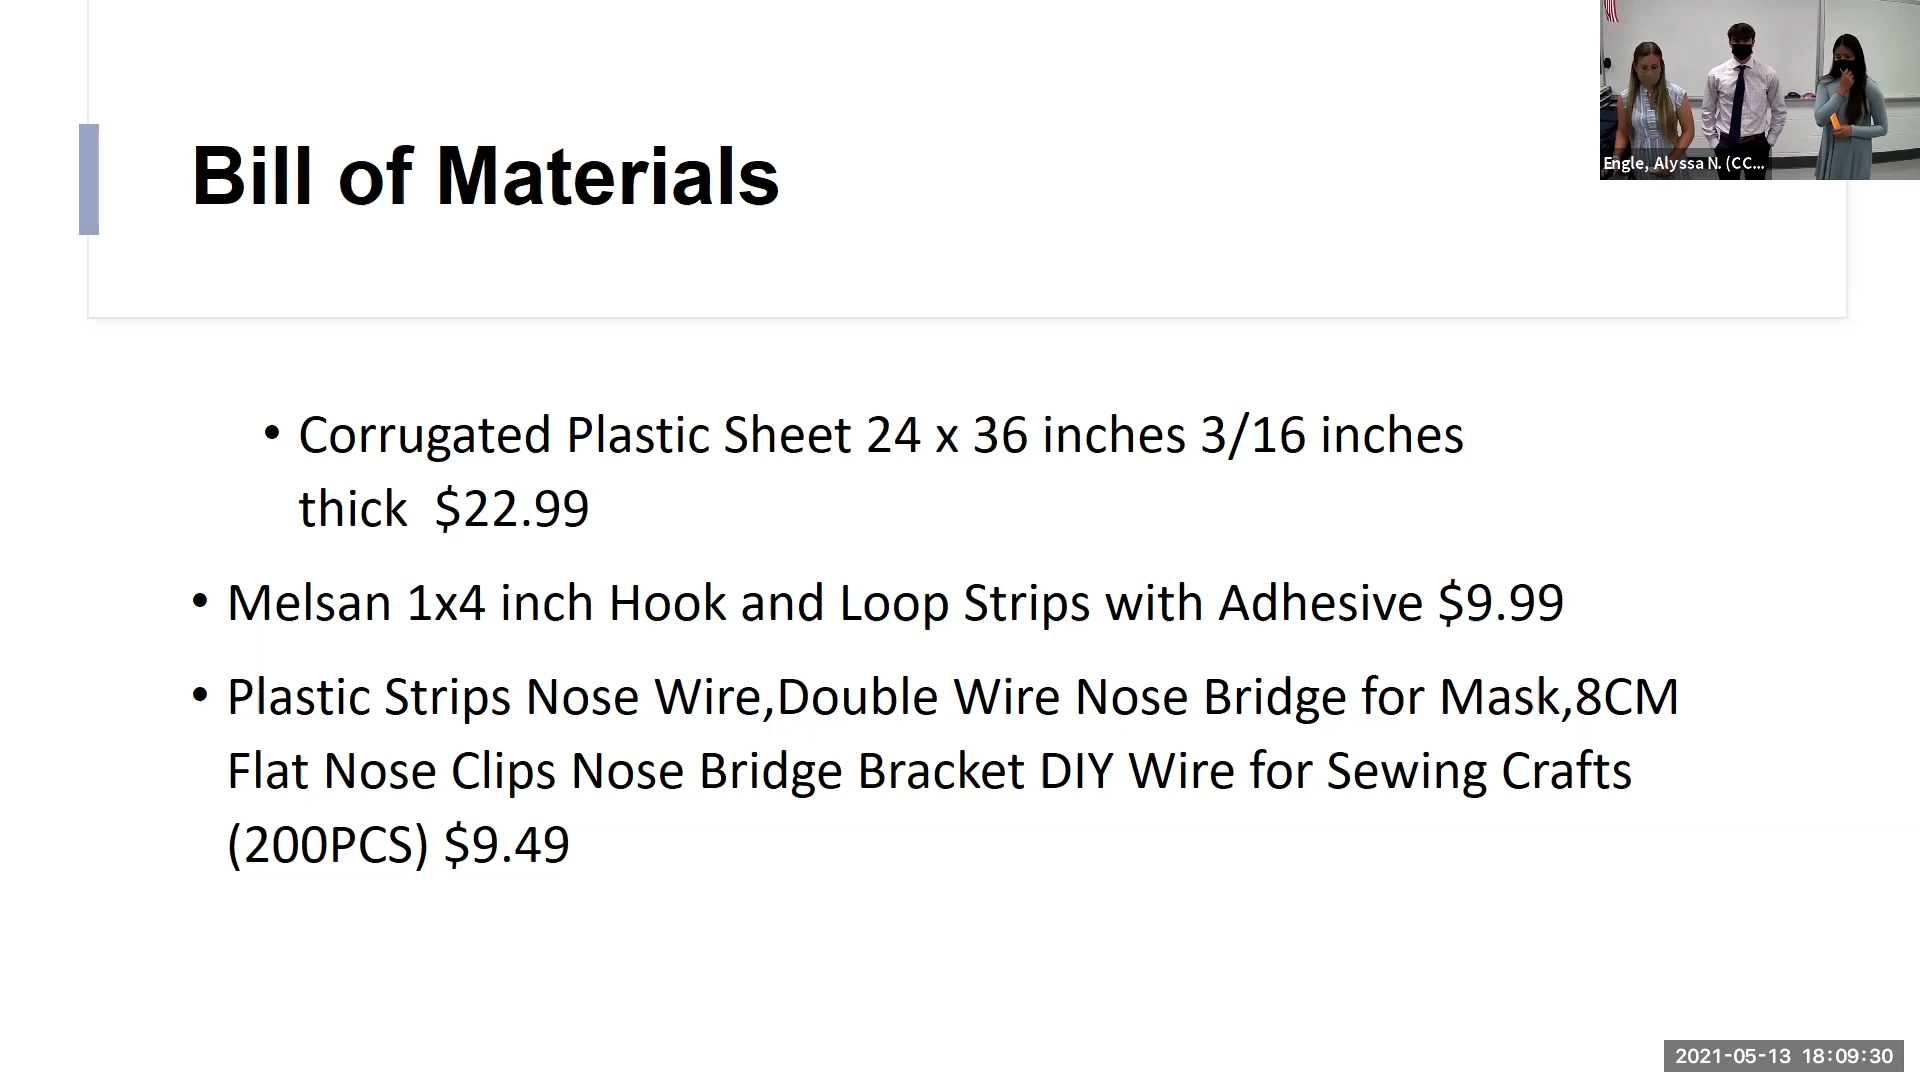 Engle, Alyssa N. (CC...
Bill of Materials
• Corrugated Plastic Sheet 24 x 36 inches 3/16 inches
thick  $22.99
• Melsan 1x4 inch Hook and Loop Strips with Adhesive $9.99
• Plastic Strips Nose Wire,Double Wire Nose Bridge for Mask,8CM
Flat Nose Clips Nose Bridge Bracket DIY Wire for Sewing Crafts
(200PCS) $9.49
2021-05-13 18:09:30